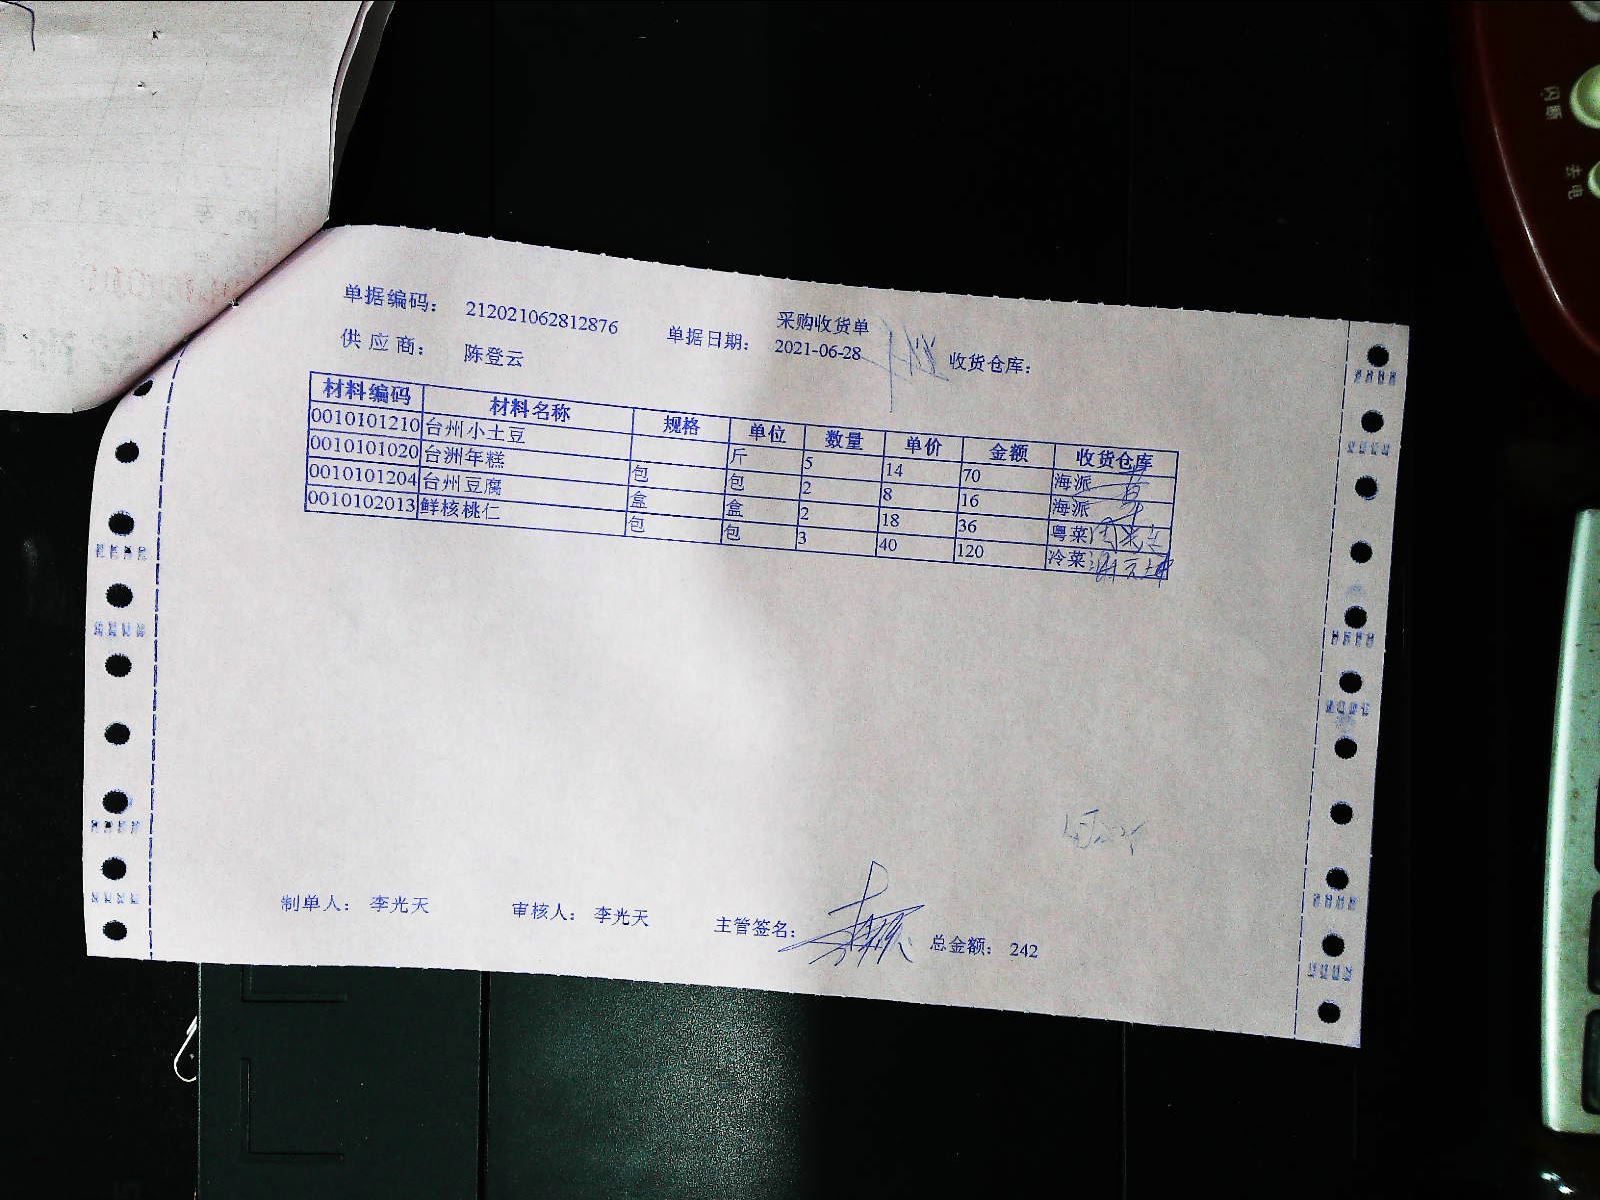 采购收货单
单据编码： 212021062812876 单据日期： 2021-06-28 收货仓库：
供应商： 陈登云
材料编码 材料名称 规格 单位 数量 单价 金额 收货仓库
0010101210 台州小土豆 斤 5 14 70 海派
0010101020 台洲年糕 包 包 2 8 16 海派
0010101204 台州豆腐 盒 盒 2 18 36 粤菜
0010102013 鲜核桃仁 包 包 3 40 120 冷菜
制单人： 李光天 审核人： 李光天 主管签名： 总金额： 242
闪断
去电